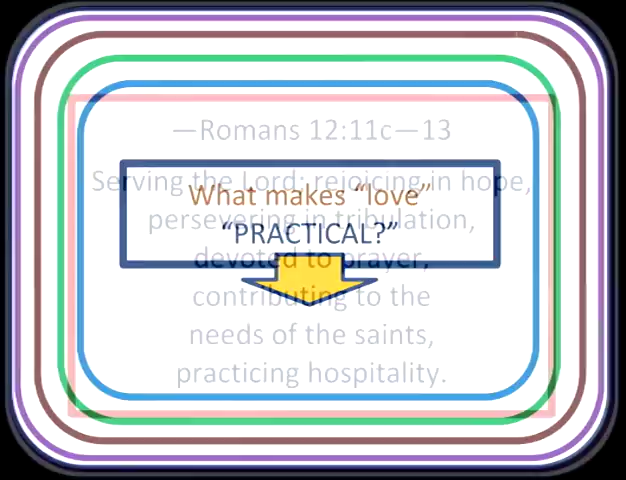 —Romans 12:11c—13
Serving the Lord; rejoicing in hope,
What makes “love”
persevering in tribulation,
“PRACTICAL?”
devoted to prayer,
contributing to the
needs of the saints,
practicing hospitality.